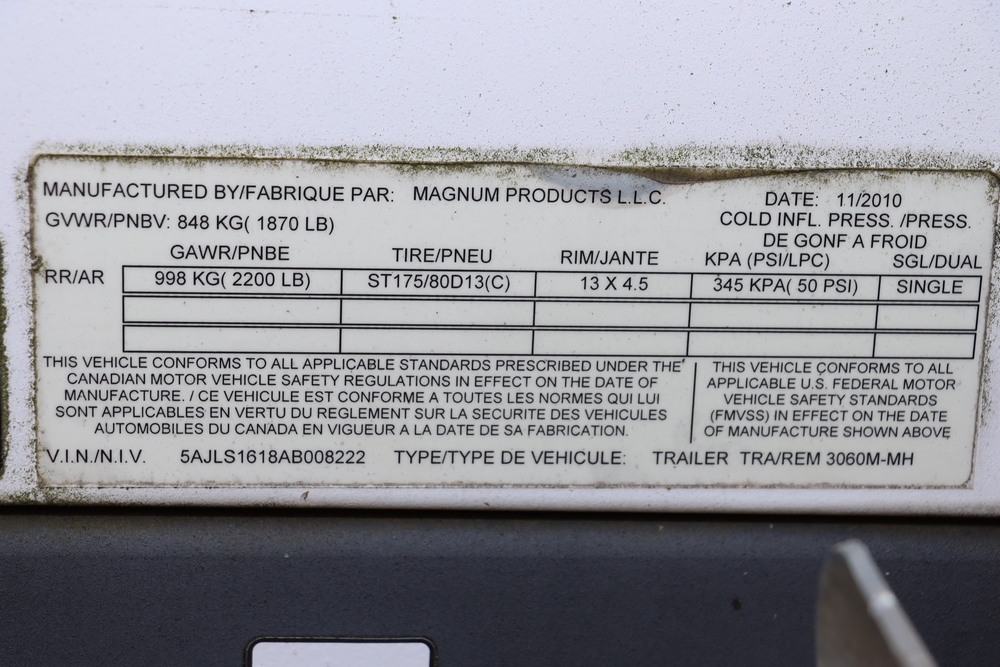 MANUFACTURED BY/FABRIQUE PAR: MAGNUM PRODUCTS L.L.C. DATE: 11/2010
GVWR/PNBV: 848 KG( 1870 LB) COLD INFL. PRESS. /PRESS.
DE GONF A FROID
GAWR/PNBE TIRE/PNEU RIM/JANTE KPA (PSI/LPC) SGL/DUAL
RR/AR 998 KG( 2200 LB) ST175/80D13(C) 13 X 4.5 345 KPA( 50 PSI) SINGLE
THIS VEHICLE CONFORMS TO ALL APPLICABLE STANDARDS PRESCRIBED UNDER THE
CANADIAN MOTOR VEHICLE SAFETY REGULATIONS IN EFFECT ON THE DATE OF
MANUFACTURE. / CE VEHICULE EST CONFORME A TOUTES LES NORMES QUI LUI
SONT APPLICABLES EN VERTU DU REGLEMENT SUR LA SECURITE DES VEHICULES
AUTOMOBILES DU CANADA EN VIGUEUR A LA DATE DE SA FABRICATION.
THIS VEHICLE CONFORMS TO ALL
APPLICABLE U.S. FEDERAL MOTOR
VEHICLE SAFETY STANDARDS
(FMVSS) IN EFFECT ON THE DATE
OF MANUFACTURE SHOWN ABOVE
V.I.N./N.I.V. 5AJLS1618AB008222 TYPE/TYPE DE VEHICULE: TRAILER TRA/REM 3060M-MH